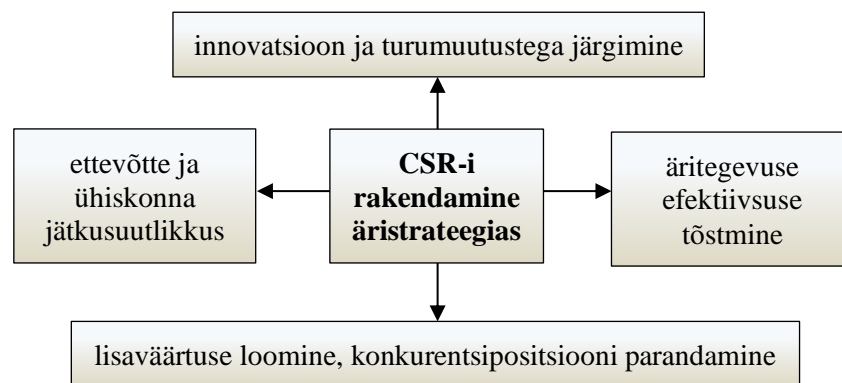 innovatsioon ja turumuutustega järgimine
ettevõtte ja
ühiskonna
jätkusuutlikkus
CSR-i
rakendamine
äristrateegias
äritegevuse
efektiivsuse
tõstmine
lisaväärtuse loomine, konkurentsipositsiooni parandamine